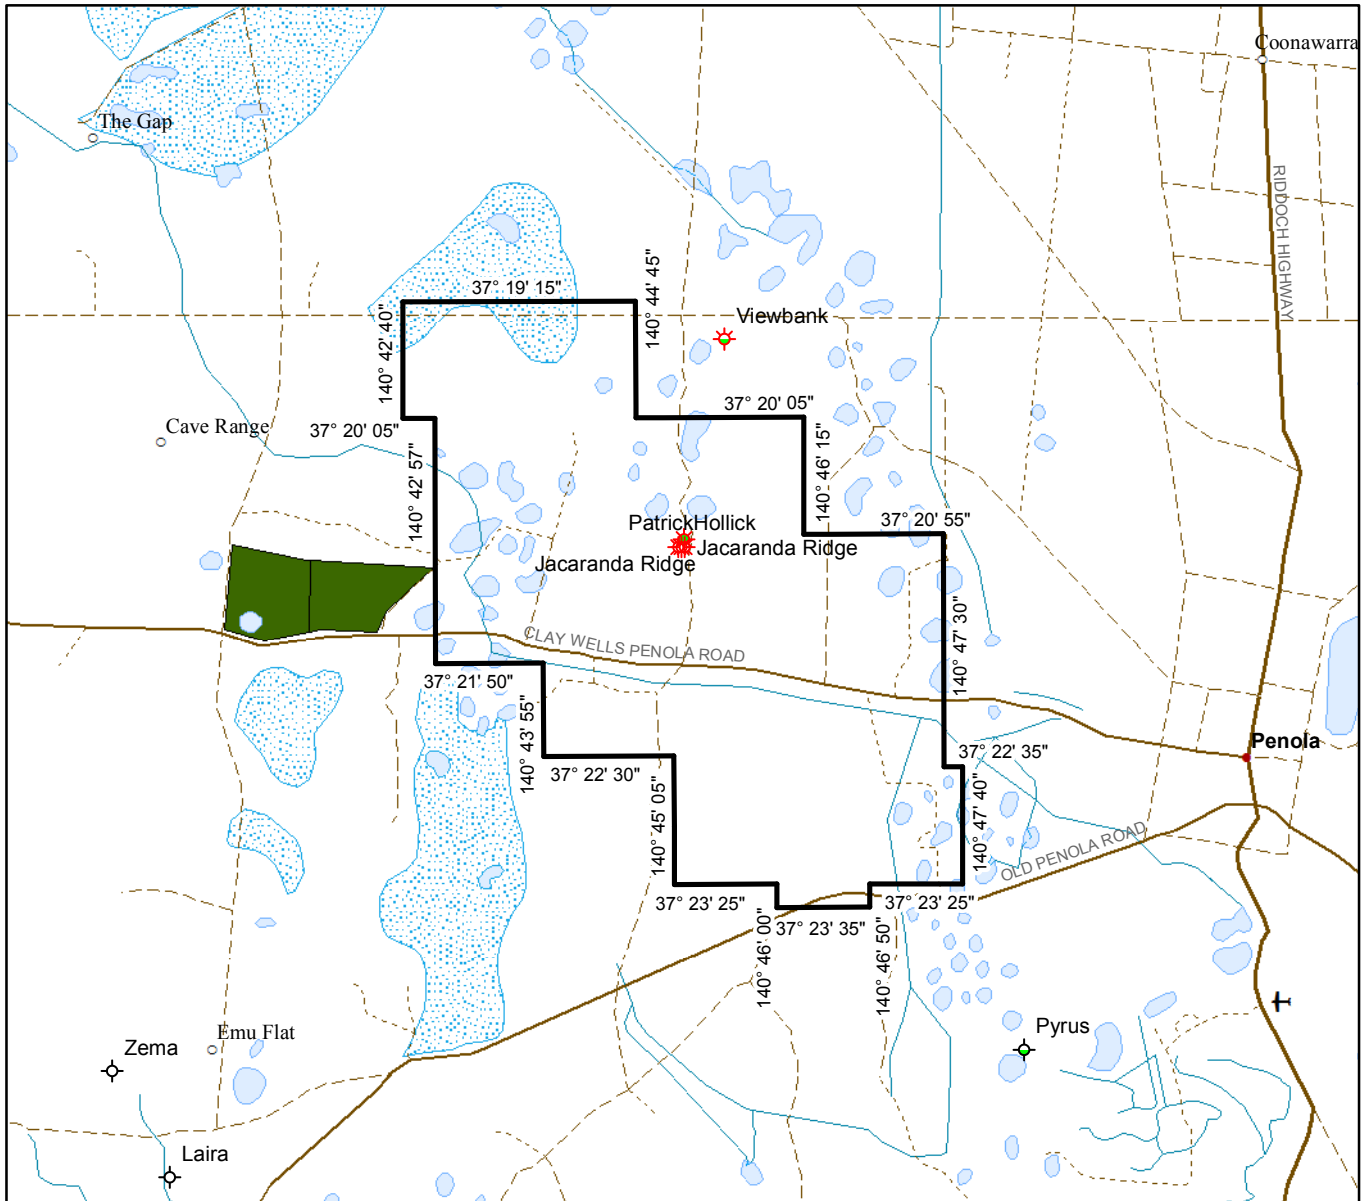 Coonawarra
The Gap
RIDDOCH HIGHWAY
37° 19' 15"
140° 44' 45"
140° 42' 40"
Viewbank
37° 20' 05"
Cave Range
37° 20' 05"
140° 46' 15"
140° 42' 57"
37° 20' 55"
PatrickHollick
Jacaranda Ridge
Jacaranda Ridge
CLAY WELLS PENOLA ROAD
140° 47' 30"
37° 21' 50"
140° 43' 55"
Penola
37° 22' 35"
37° 22' 30"
140° 45' 05"
140° 47' 40"
OLD PENOLA ROAD
37° 23' 25"
37° 23' 25"
37° 23' 35"
140° 46' 00"
140° 46' 50"
Pyrus
Emu Flat
Zema
Laira